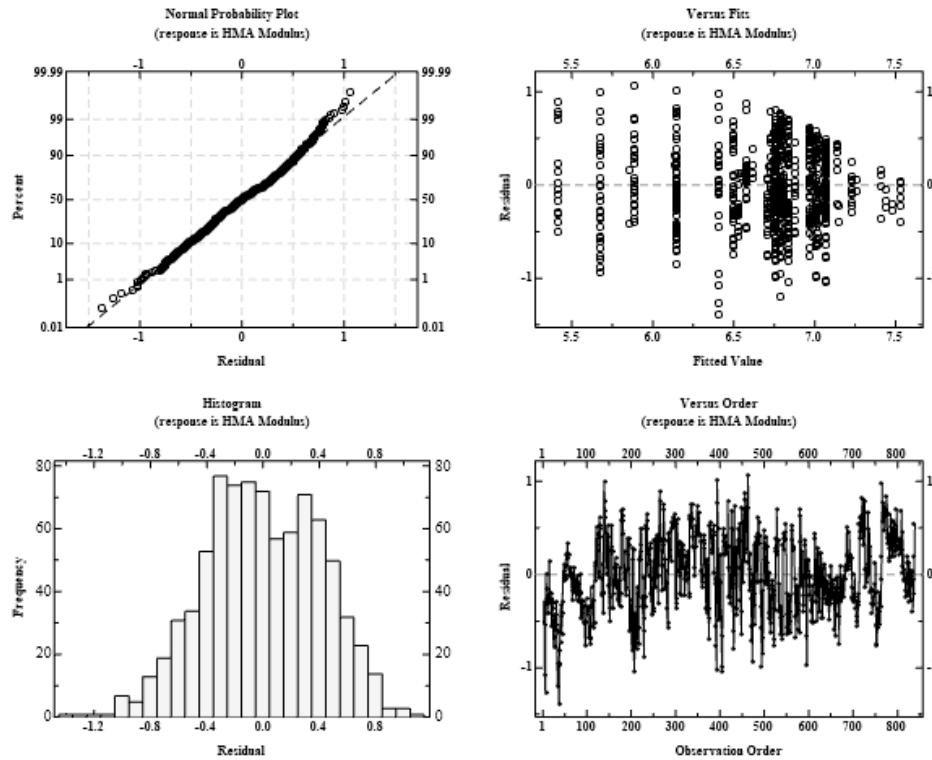 Normal Probability Plot
(response is HMA Modulus)
-1 0 1
99.99 99.99
99 99
90 90
50 50
10 10
1 1
0.01 0.01
-1 0 1
Percent
Residual
Versus Fits
(response is HMA Modulus)
5.5 6.0 6.5 7.0 7.5
1 1
0 0
-1 -1
5.5 6.0 6.5 7.0 7.5
Residual
Fitted Value
Histogram
(response is HMA Modulus)
-1.2 -0.8 -0.4 0.0 0.4 0.8
80 80
60 60
40 40
20 20
0 0
-1.2 -0.8 -0.4 0.0 0.4 0.8
Frequency
Residual
Versus Order
(response is HMA Modulus)
1 100 200 300 400 500 600 700 800
1 1
0 0
-1 -1
1 100 200 300 400 500 600 700 800
Residual
Observation Order